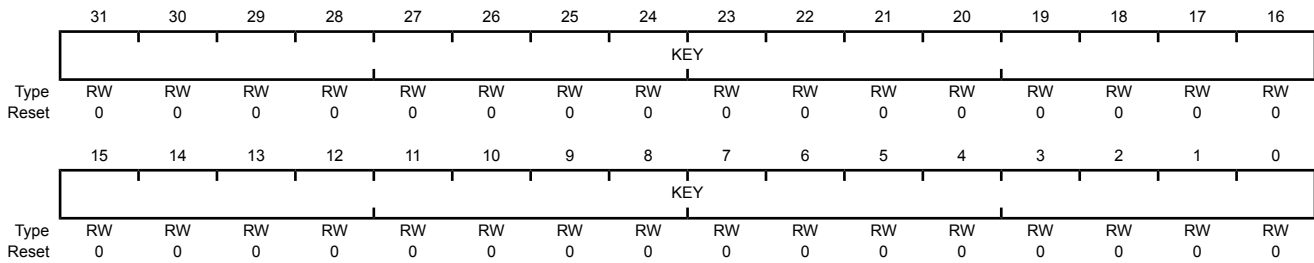 31 30 29 28 27 26 25 24 23 22 21 20 19 18 17 16
KEY
Type RW RW RW RW RW RW RW RW RW RW RW RW RW RW RW RW
Reset 0 0 0 0 0 0 0 0 0 0 0 0 0 0 0 0
15 14 13 12 11 10 9 8 7 6 5 4 3 2 1 0
KEY
Type RW RW RW RW RW RW RW RW RW RW RW RW RW RW RW RW
Reset 0 0 0 0 0 0 0 0 0 0 0 0 0 0 0 0